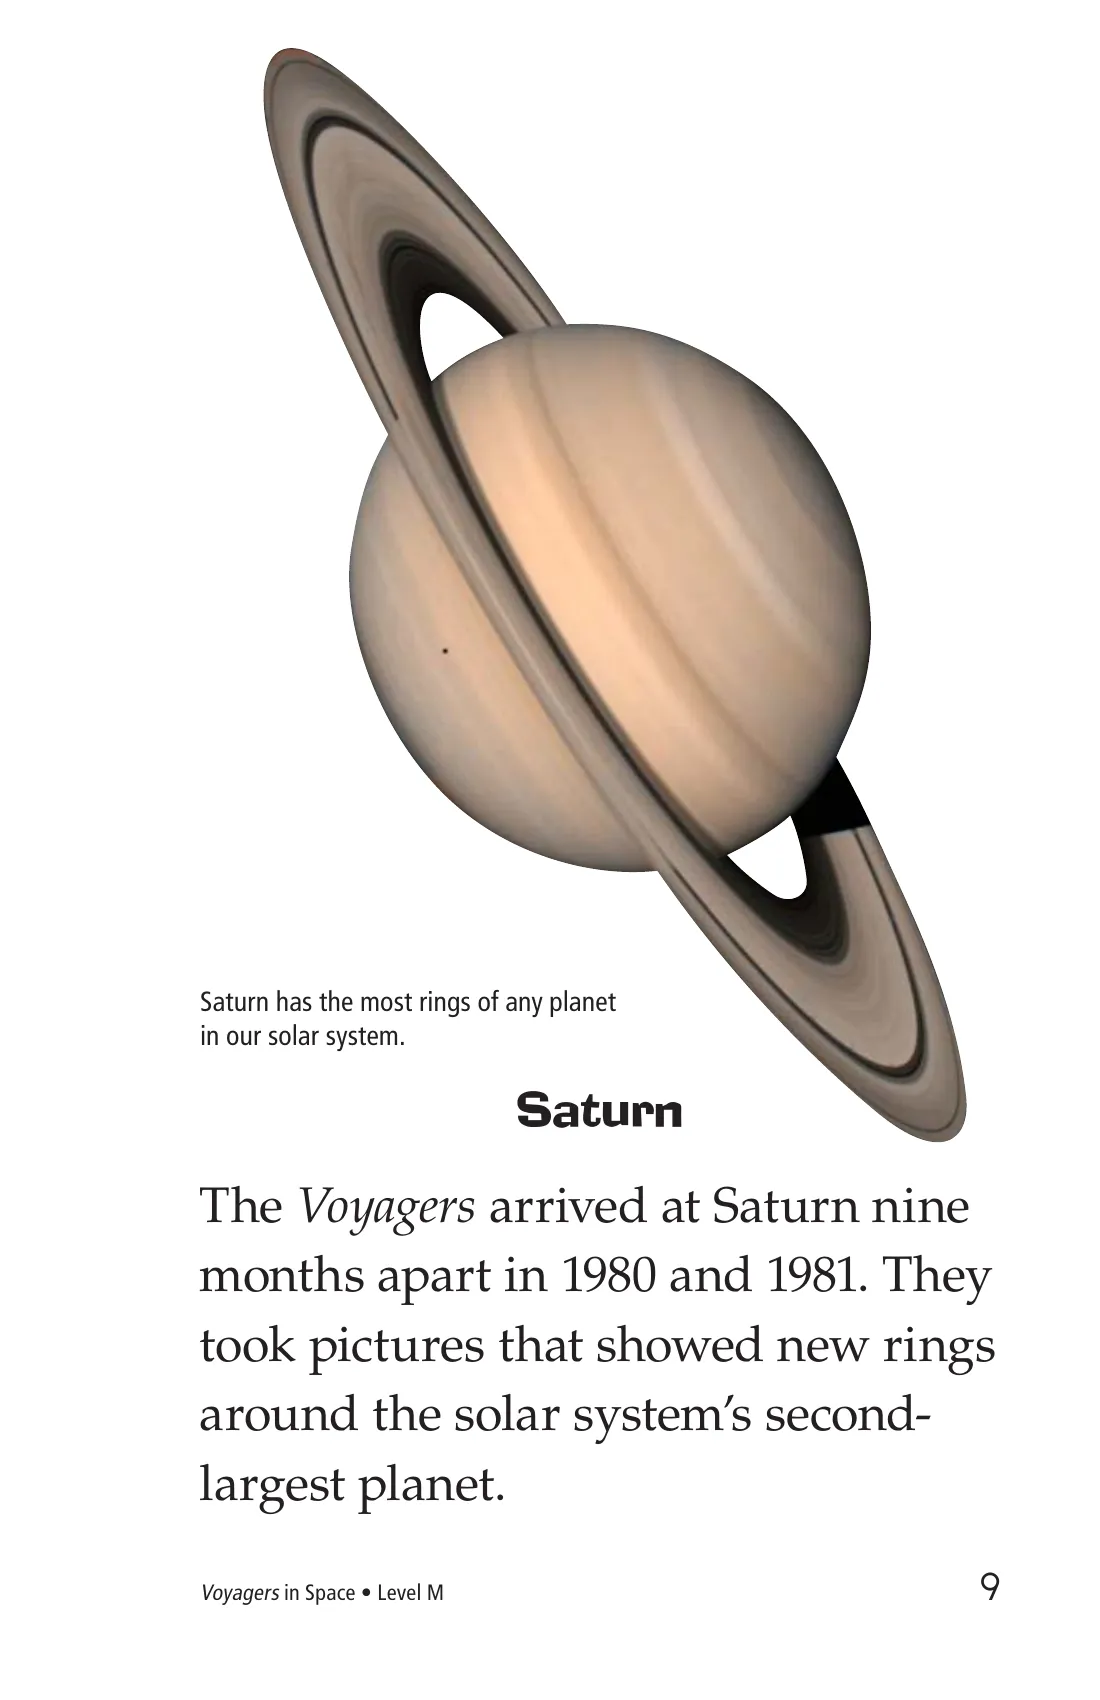 Saturn has the most rings of any planet
in our solar system.
Saturn
The Voyagers arrived at Saturn nine
months apart in 1980 and 1981. They
took pictures that showed new rings
around the solar system’s second-
largest planet.
Voyagers in Space • Level M
9